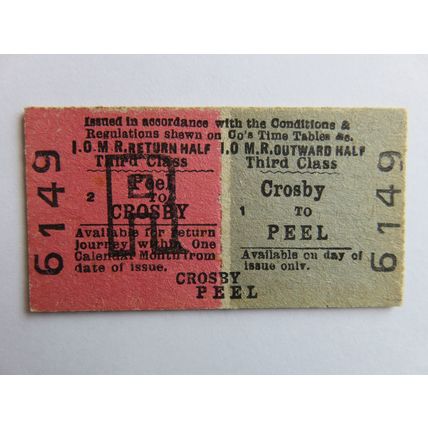 Issued in accordance with the Conditions &
Regulations shewn on Co's Time Tables &c.
I.O.M.R. RETURN HALF I.O.M.R. OUTWARD HALF
Third Class Third Class
Peel Crosby
2 TO 1 TO
CROSBY PEEL
R
Available for return
journey within One
Calendar Month from
date of issue.
Available on day of
issue only.
CROSBY
PEEL
6149
6149